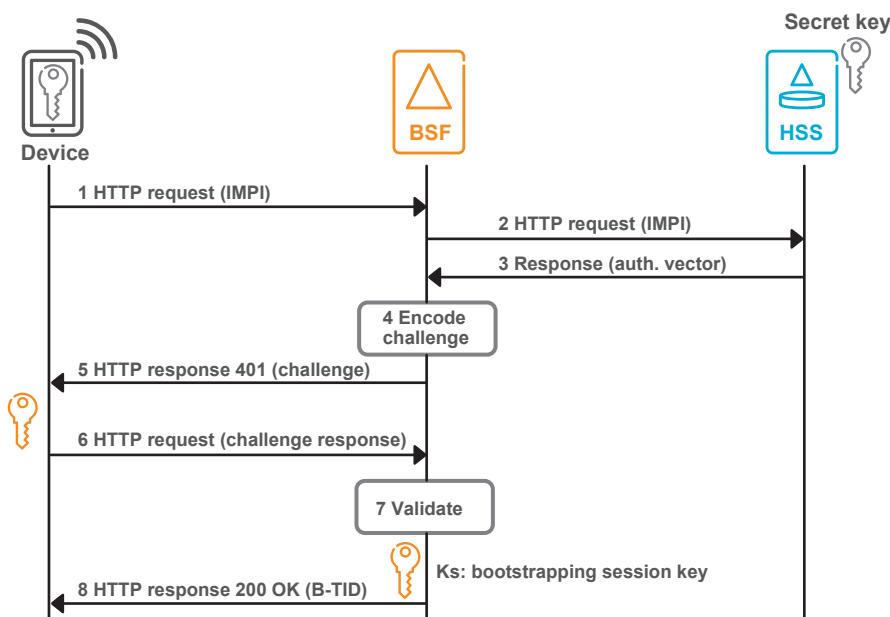 Secret key
Device
BSF
HSS
1 HTTP request (IMPI)
2 HTTP request (IMPI)
3 Response (auth. vector)
4 Encode
challenge
5 HTTP response 401 (challenge)
6 HTTP request (challenge response)
7 Validate
Ks: bootstrapping session key
8 HTTP response 200 OK (B-TID)